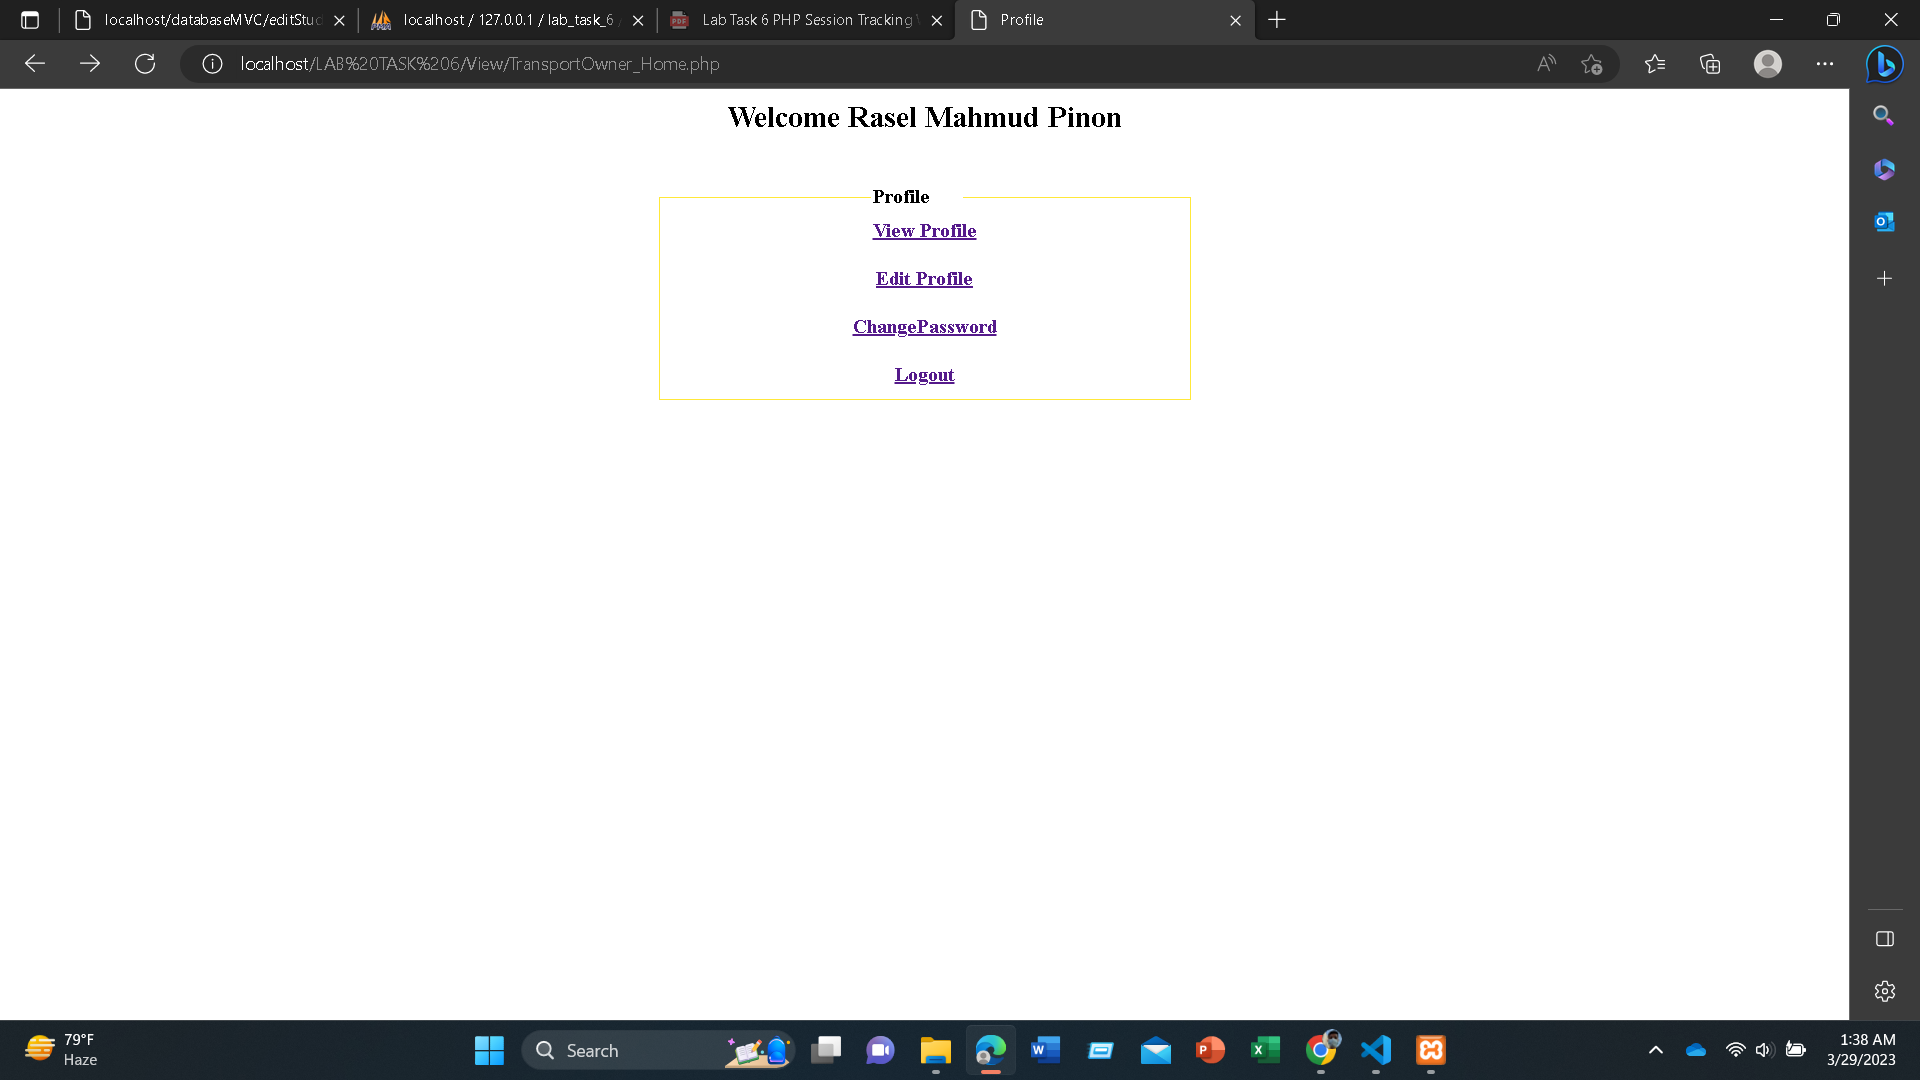 localhost/databaseMVC/editStud
localhost / 127.0.0.1 / lab_task_6
Lab Task 6 PHP Session Tracking
Profile
localhost/LAB%20TASK%206/View/TransportOwner_Home.php
Welcome Rasel Mahmud Pinon
Profile
View Profile
Edit Profile
ChangePassword
Logout
79°F
Haze
Search
1:38 AM
3/29/2023